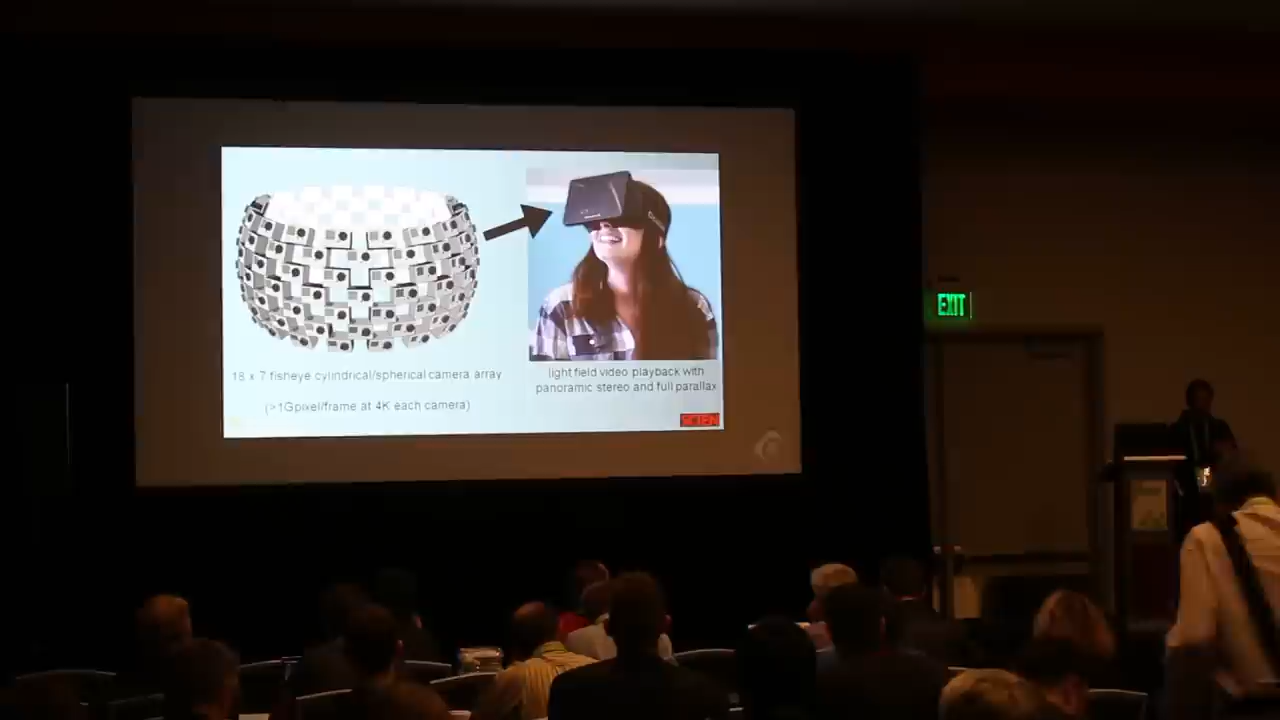 18 x 7 fisheye cylindrical/spherical camera array
(>1Gpixel/frame at 4K each camera)
light field video playback with
panoramic stereo and full parallax
SCIEN
EXIT